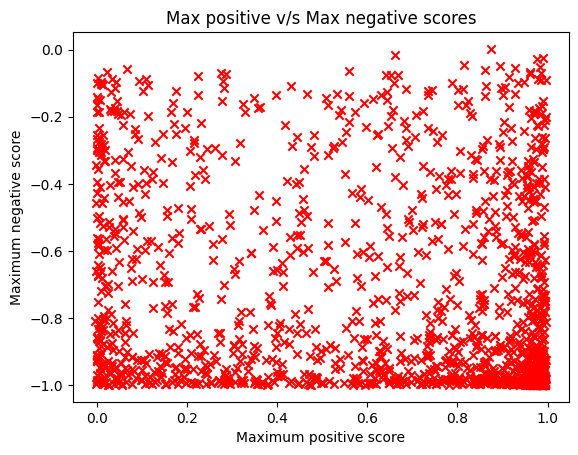 Max positive v/s Max negative scores
0.0
−0.2
−0.4
−0.6
−0.8
−1.0
Maximum negative score
0.0 0.2 0.4 0.6 0.8 1.0
Maximum positive score